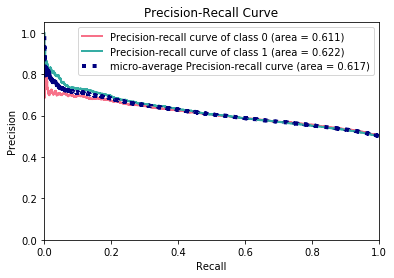 Precision-Recall Curve
Precision-recall curve of class 0 (area = 0.611)
Precision-recall curve of class 1 (area = 0.622)
micro-average Precision-recall curve (area = 0.617)
Precision
1.0
0.8
0.6
0.4
0.2
0.0
0.0 0.2 0.4 0.6 0.8 1.0
Recall